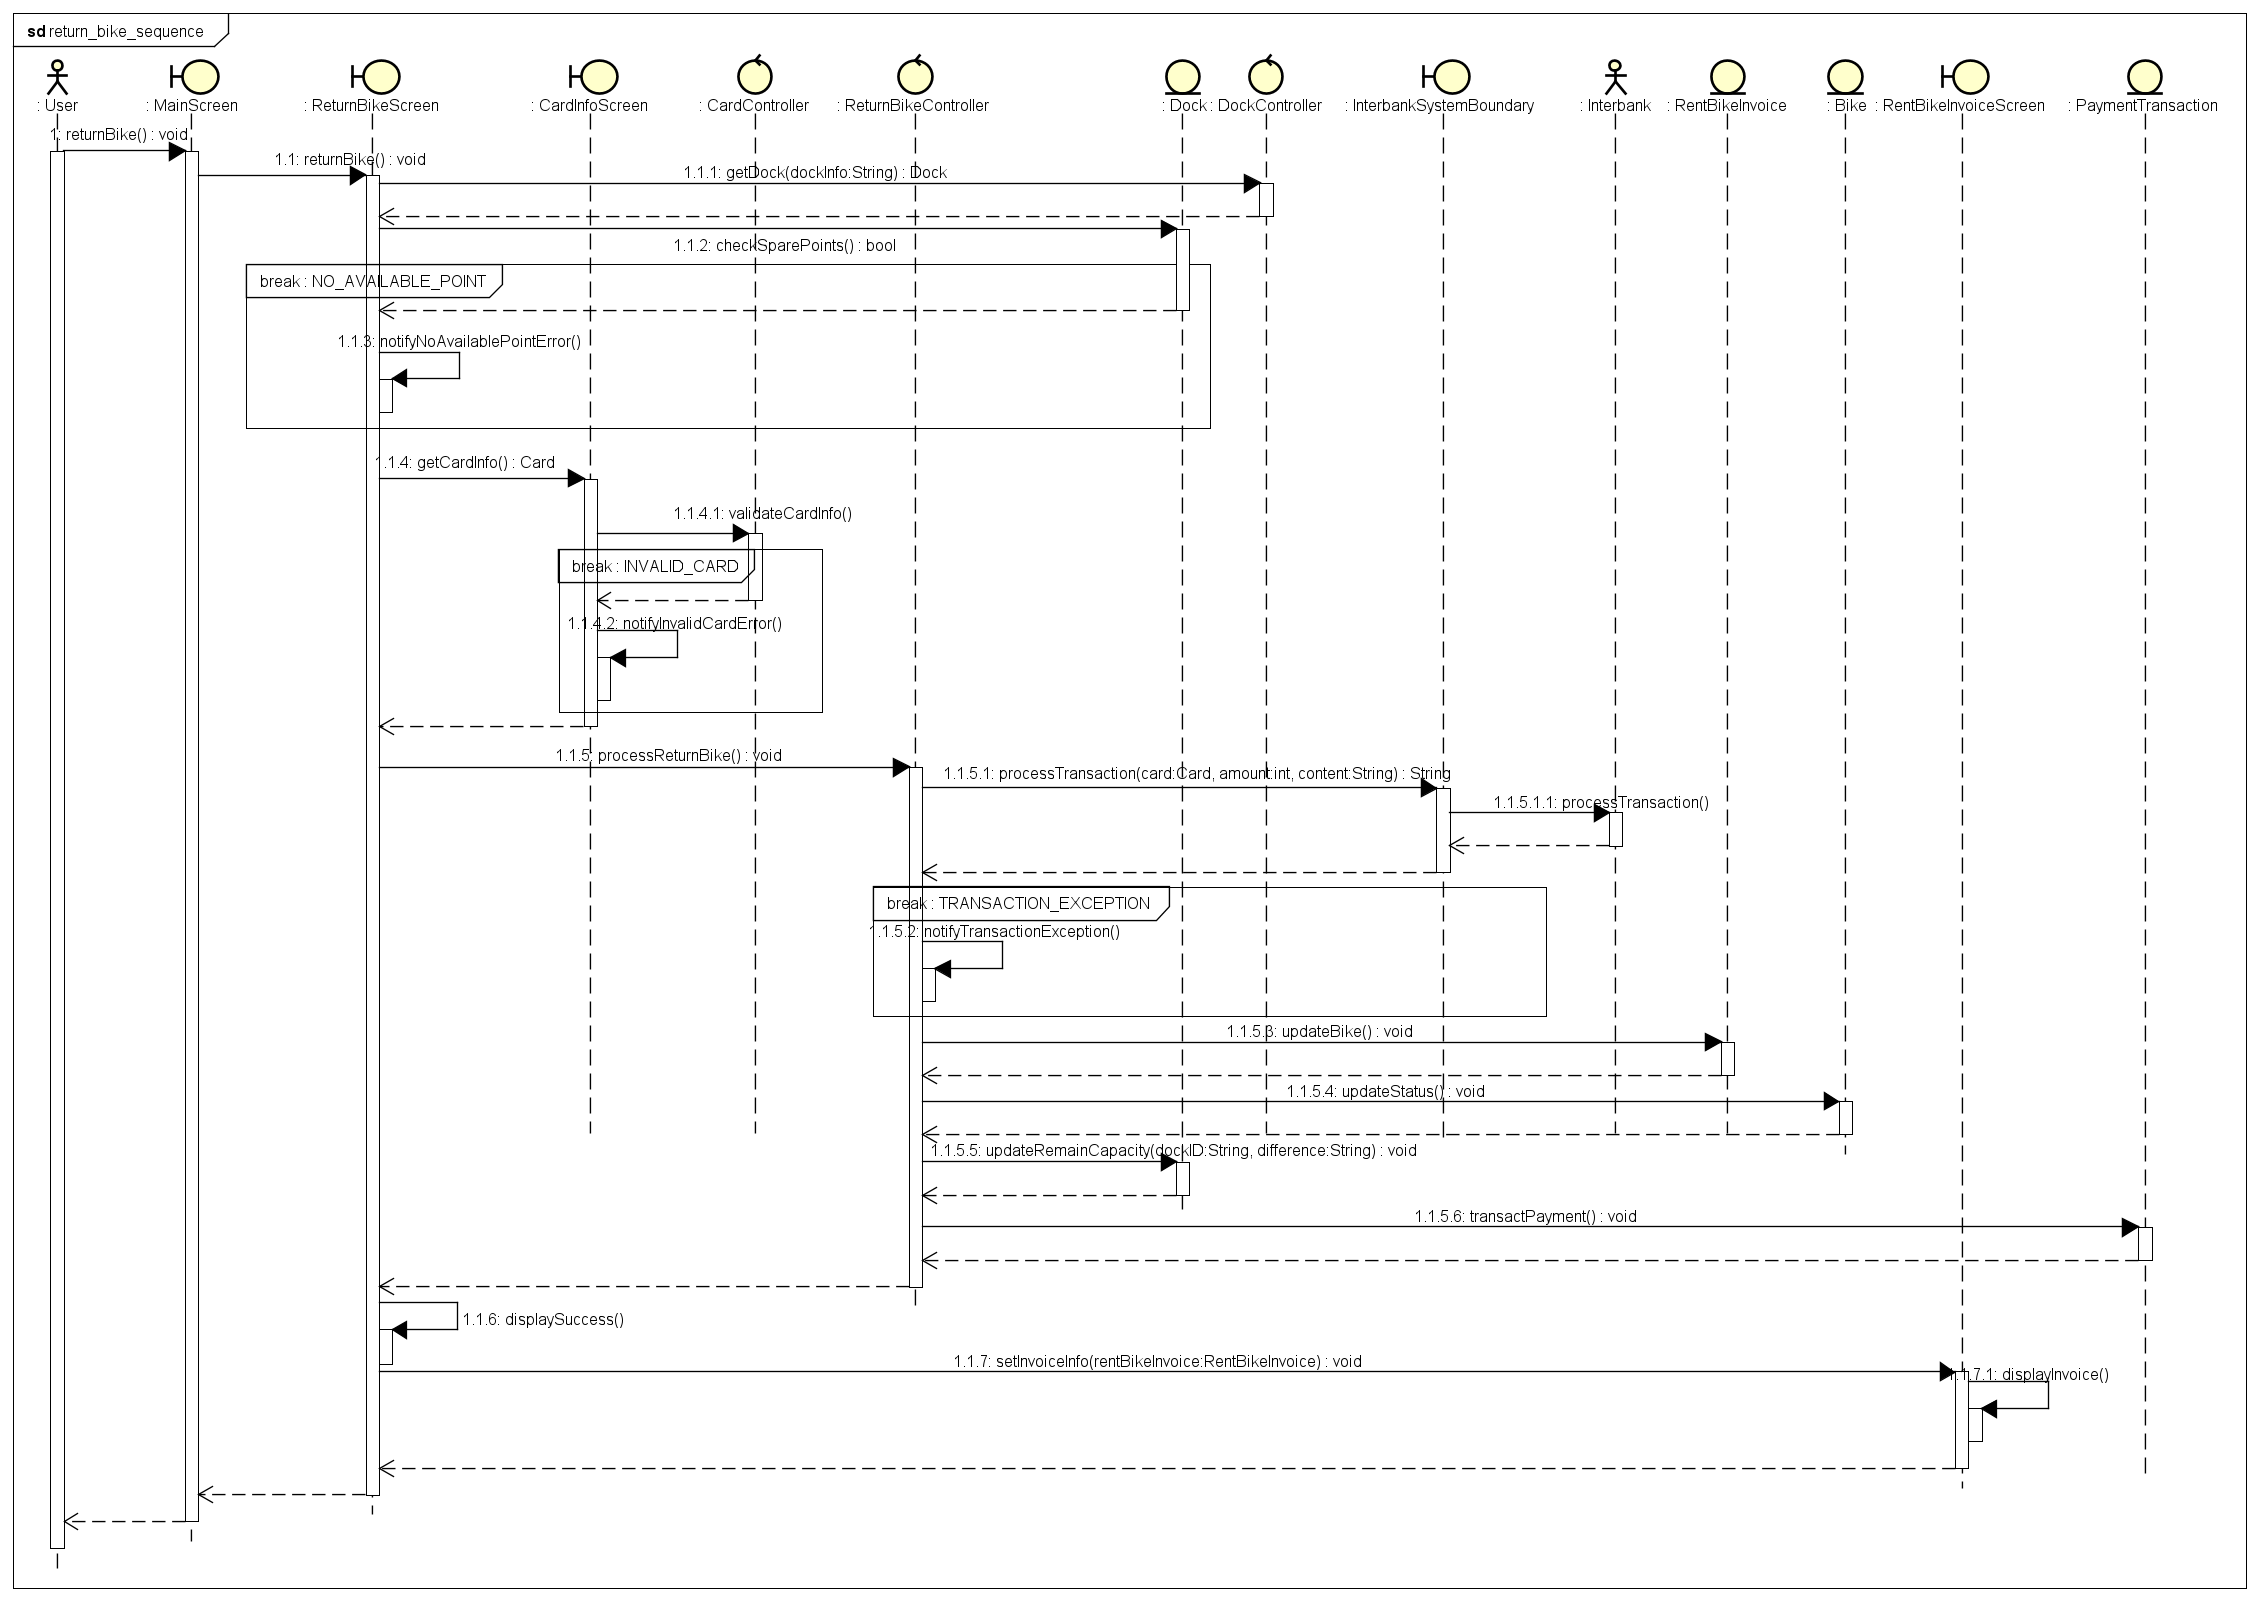 sd return_bike_sequence
: User
: MainScreen
: ReturnBikeScreen
: CardInfoScreen
: CardController
: ReturnBikeController
: Dock
: DockController
: InterbankSystemBoundary
: Interbank
: RentBikeInvoice
: Bike
: RentBikeInvoiceScreen
: PaymentTransaction
1: returnBike() : void
1.1: returnBike() : void
1.1.1: getDock(dockInfo:String) : Dock
1.1.2: checkSparePoints() : bool
break : NO_AVAILABLE_POINT
1.1.3: notifyNoAvailablePointError()
1.1.4: getCardInfo() : Card
1.1.4.1: validateCardInfo()
break : INVALID_CARD
1.1.4.2: notifyInvalidCardError()
1.1.5: processReturnBike() : void
1.1.5.1: processTransaction(card:Card, amount:int, content:String) : String
1.1.5.1.1: processTransaction()
break : TRANSACTION_EXCEPTION
1.1.5.2: notifyTransactionException()
1.1.5.3: updateBike() : void
1.1.5.4: updateStatus() : void
1.1.5.5: updateRemainCapacity(dockID:String, difference:String) : void
1.1.5.6: transactPayment() : void
1.1.6: displaySuccess()
1.1.7: setInvoiceInfo(rentBikeInvoice:RentBikeInvoice) : void
1.1.7.1: displayInvoice()